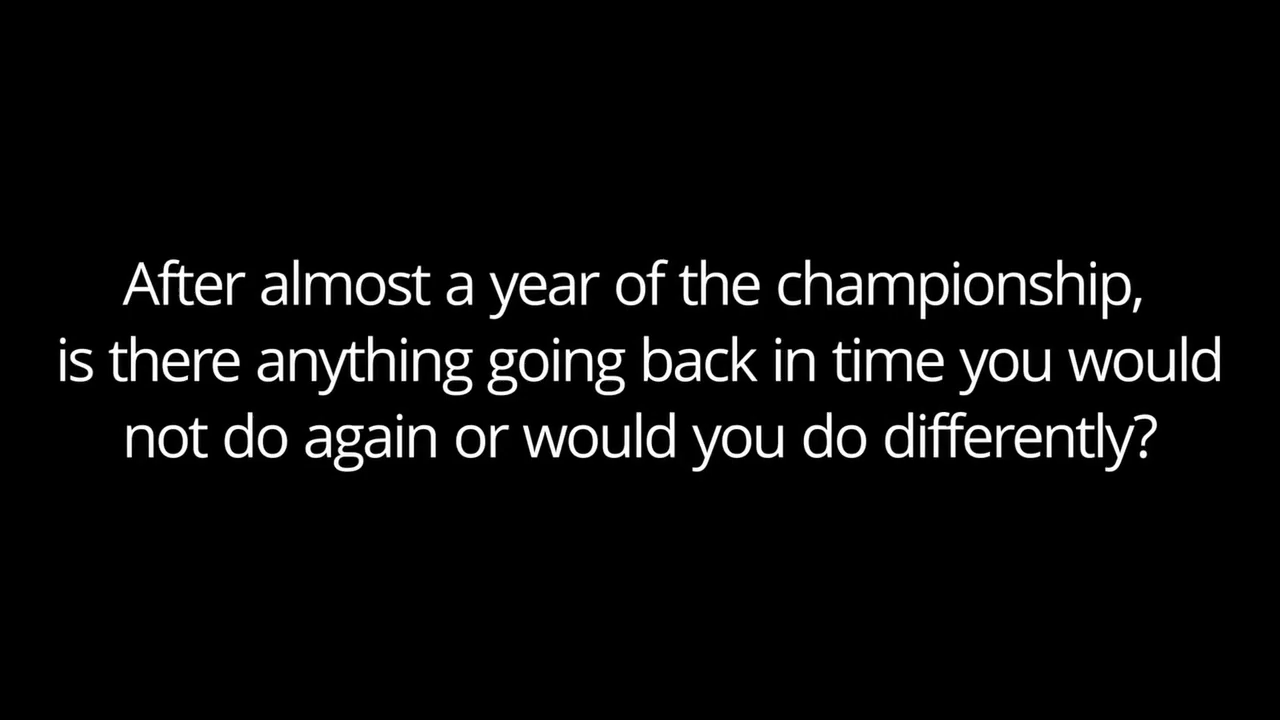 After almost a year of the championship,
is there anything going back in time you would
not do again or would you do differently?